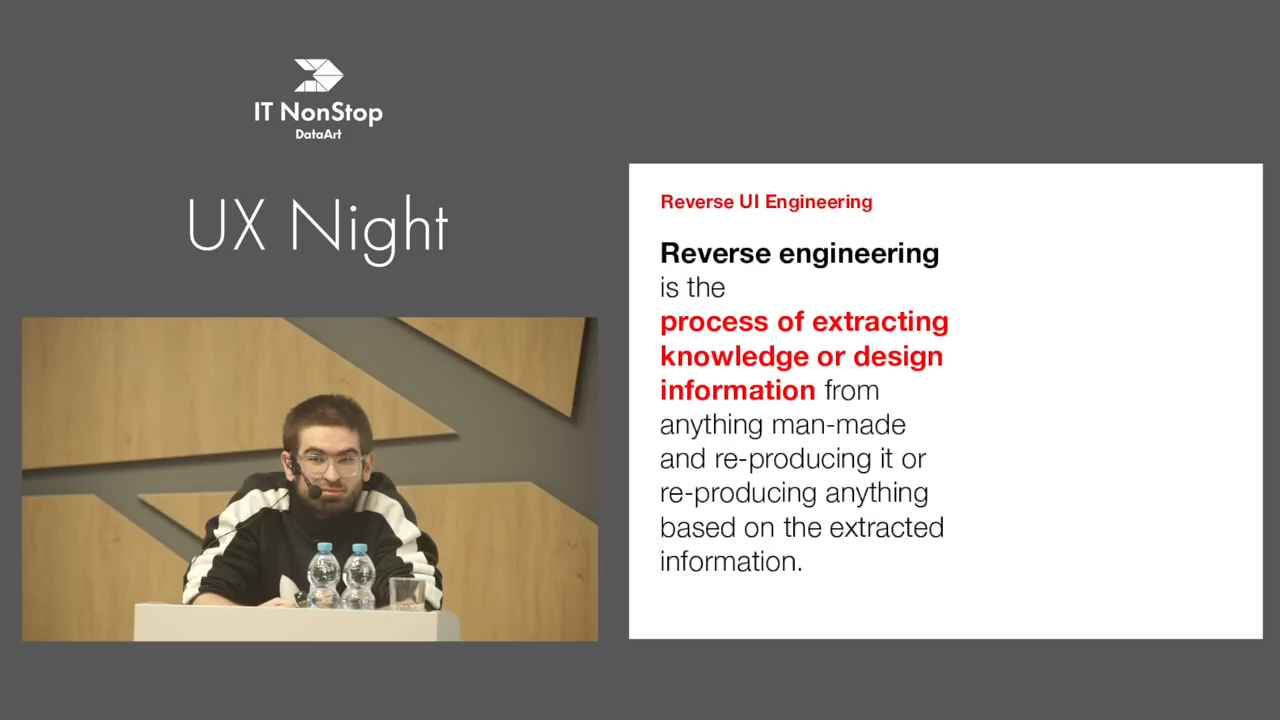 IT NonStop
DataArt
UX Night
Reverse UI Engineering
Reverse engineering
is the
process of extracting
knowledge or design
information from
anything man-made
and re-producing it or
re-producing anything
based on the extracted
information.